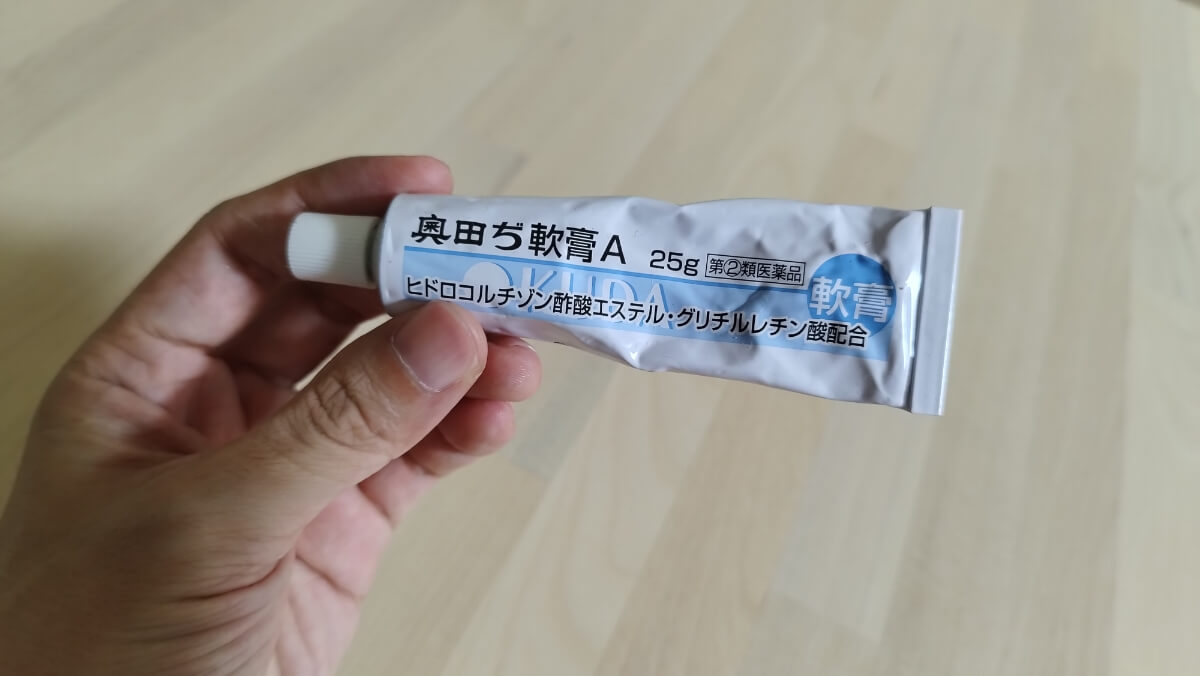 奥田ぢ軟膏A 25g 第②類医薬品
OKUDA
ヒドロコルチゾン酢酸エステル・グリチルレチン酸配合
軟膏